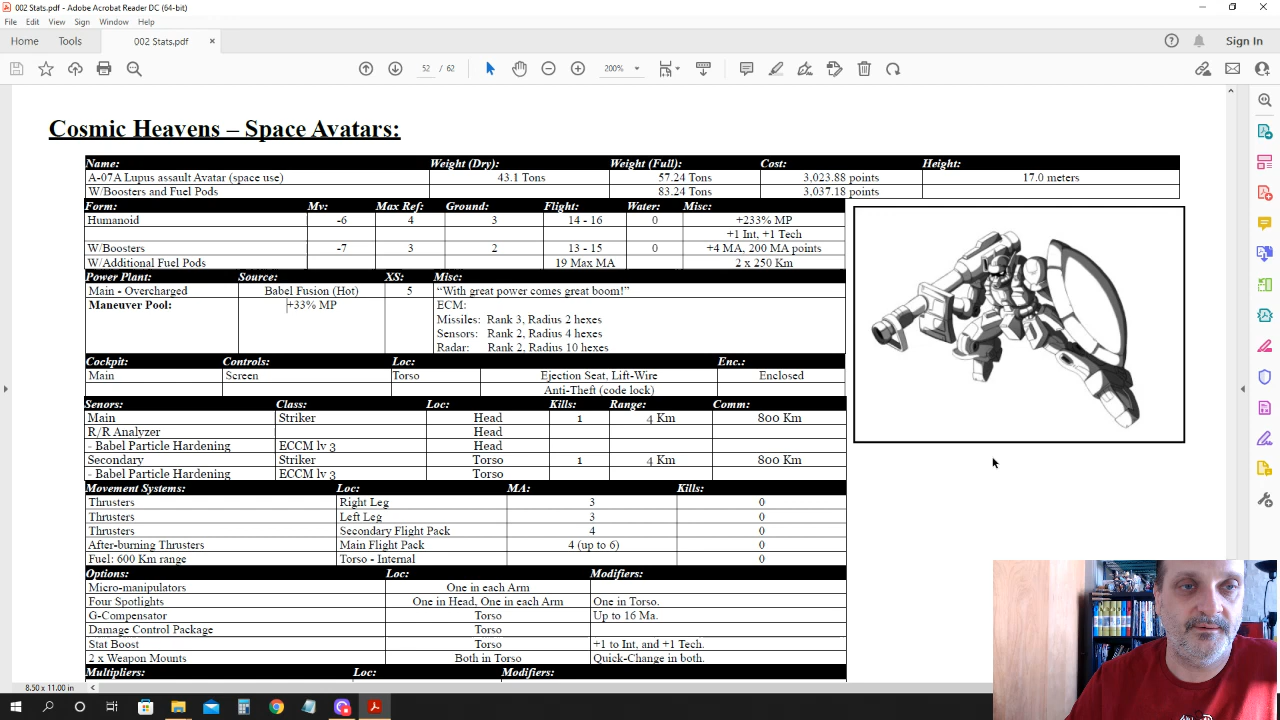 002 Stats.pdf - Adobe Acrobat Reader DC (64-bit)
File Edit View Sign Window Help
Home Tools 002 Stats.pdf × Sign In
52 / 62 200%
Cosmic Heavens – Space Avatars:
Name: Weight (Dry): Weight (Full): Cost: Height:
A-07A Lupus assault Avatar (space use) 43.1 Tons 57.24 Tons 3,023.88 points 17.0 meters
W/Boosters and Fuel Pods 83.24 Tons 3,037.18 points
Form: Mv: Max Ref: Ground: Flight: Water: Misc:
Humanoid -6 4 3 14 - 16 0 +233% MP
+1 Int, +1 Tech
W/Boosters -7 3 2 13 - 15 0 +4 MA, 200 MA points
W/Additional Fuel Pods 19 Max MA 2 x 250 Km
Power Plant: Source: XS: Misc:
Main - Overcharged Babel Fusion (Hot) 5 “With great power comes great boom!”
Maneuver Pool: +33% MP ECM:
Missiles: Rank 3, Radius 2 hexes
Sensors: Rank 2, Radius 4 hexes
Radar: Rank 2, Radius 10 hexes
Cockpit: Controls: Loc: Enc.:
Main Screen Torso Ejection Seat, Lift-Wire Enclosed
Anti-Theft (code lock)
Senors: Class: Loc: Kills: Range: Comm:
Main Striker Head 1 4 Km 800 Km
R/R Analyzer Head
- Babel Particle Hardening ECCM lv 3 Head
Secondary Striker Torso 1 4 Km 800 Km
- Babel Particle Hardening ECCM lv 3 Torso
Movement Systems: Loc: MA: Kills:
Thrusters Right Leg 3 0
Thrusters Left Leg 3 0
Thrusters Secondary Flight Pack 4 0
After-burning Thrusters Main Flight Pack 4 (up to 6) 0
Fuel: 600 Km range Torso - Internal 0
Options: Loc: Modifiers:
Micro-manipulators One in each Arm
Four Spotlights One in Head, One in each Arm One in Torso.
G-Compensator Torso Up to 16 Ma.
Damage Control Package Torso
Stat Boost Torso +1 to Int, and +1 Tech.
2 x Weapon Mounts Both in Torso Quick-Change in both.
Multipliers: Loc: Modifiers:
8.50 x 11.00 in